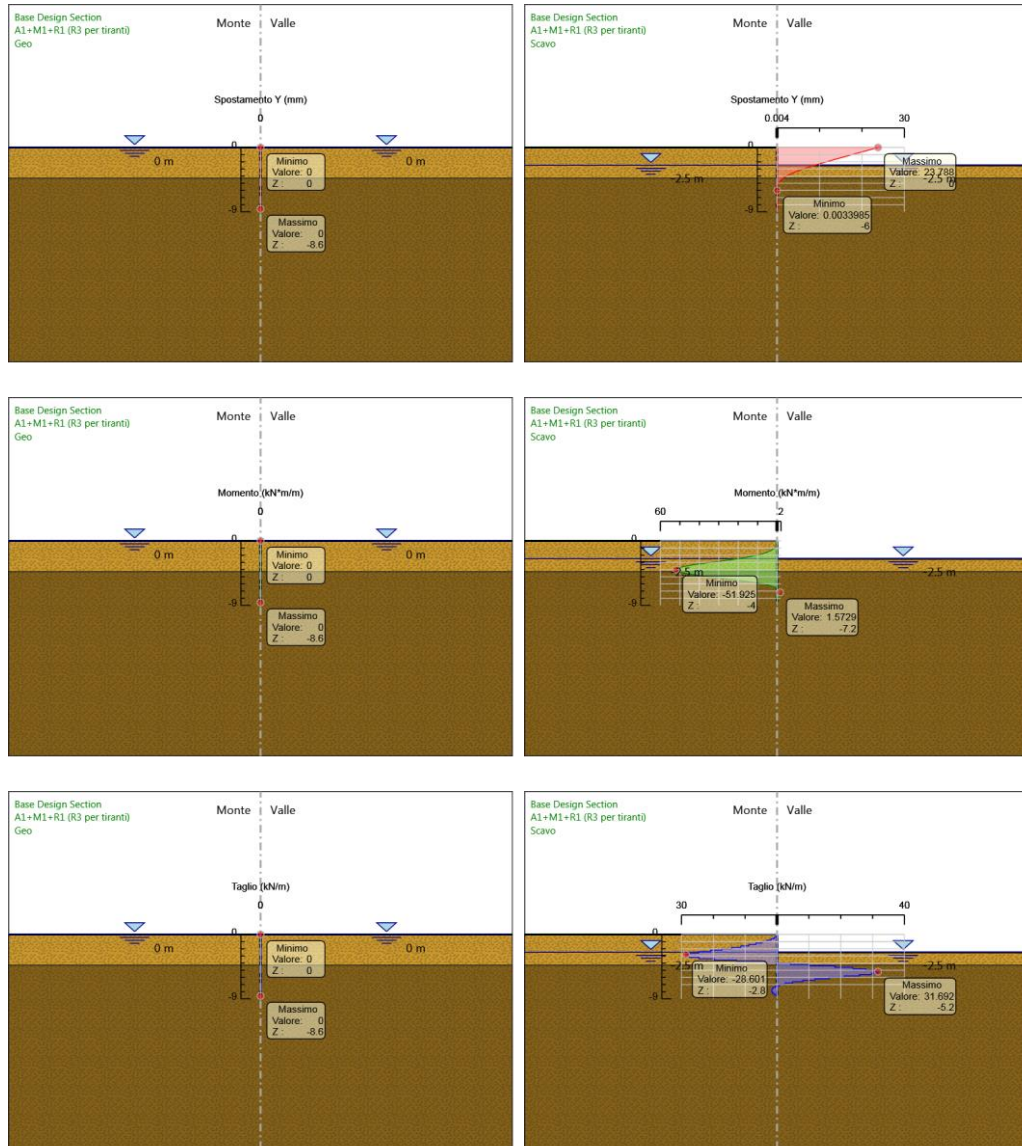 Base Design Section
A1+M1+R1 (R3 per tiranti)
Geo
Monte Valle
Spostamento Y (mm)
0
0
0 m
0 m
-9
Minimo
Valore: 0
Z : 0
Massimo
Valore: 0
Z : -8.6
Base Design Section
A1+M1+R1 (R3 per tiranti)
Scavo
Monte Valle
Spostamento Y (mm)
0.004 30
0
-2.5 m
-2.5 m
-9
Massimo
Valore: 23.788
Z : 0
Minimo
Valore: 0.0033985
Z : -6
Base Design Section
A1+M1+R1 (R3 per tiranti)
Geo
Monte Valle
Momento (kN*m/m)
0
0
0 m
0 m
-9
Minimo
Valore: 0
Z : 0
Massimo
Valore: 0
Z : -8.6
Base Design Section
A1+M1+R1 (R3 per tiranti)
Scavo
Monte Valle
Momento (kN*m/m)
60 .2
0
-2.5 m
-2.5 m
-9
Minimo
Valore: -51.925
Z : -4
Massimo
Valore: 1.5729
Z : -7.2
Base Design Section
A1+M1+R1 (R3 per tiranti)
Geo
Monte Valle
Taglio (kN/m)
0
0
0 m
0 m
-9
Minimo
Valore: 0
Z : 0
Massimo
Valore: 0
Z : -8.6
Base Design Section
A1+M1+R1 (R3 per tiranti)
Scavo
Monte Valle
Taglio (kN/m)
30 40
0
-2.5 m
-2.5 m
-9
Minimo
Valore: -28.601
Z : -2.8
Massimo
Valore: 31.692
Z : -5.2